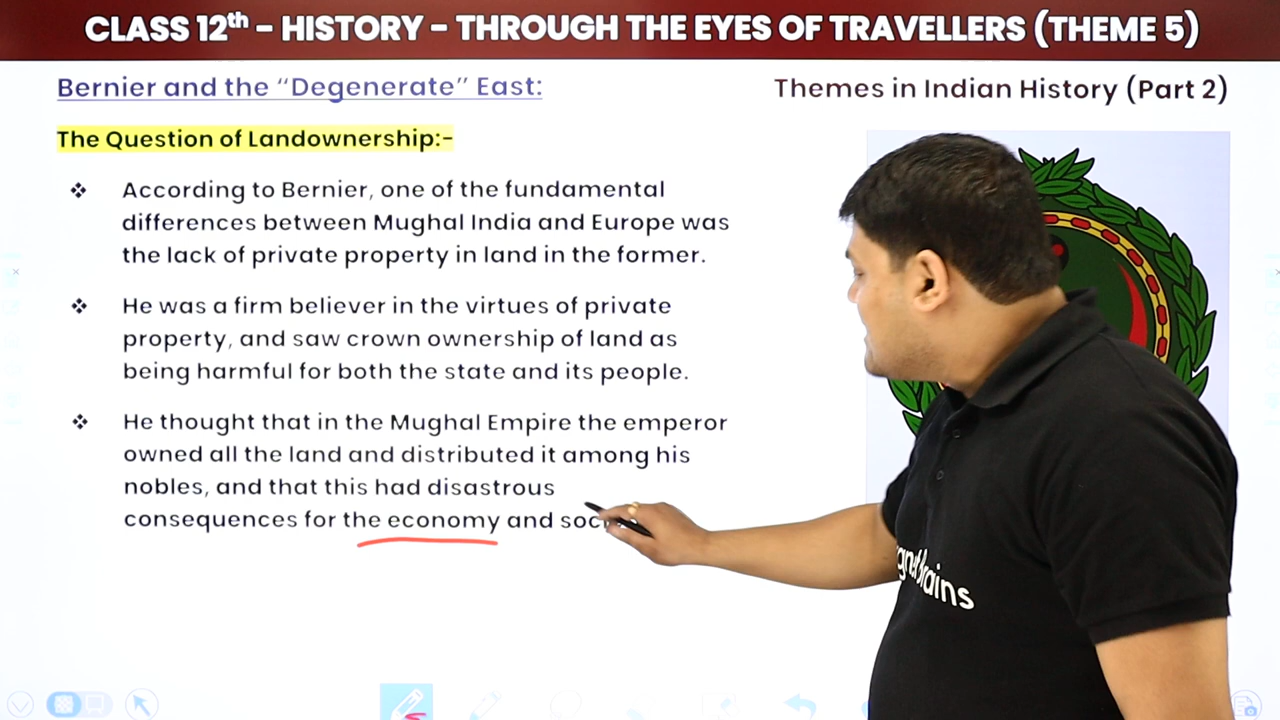 CLASS 12th - HISTORY - THROUGH THE EYES OF TRAVELLERS (THEME 5)
Bernier and the “Degenerate” East:
Themes in Indian History (Part 2)
The Question of Landownership:-
❖ According to Bernier, one of the fundamental
differences between Mughal India and Europe was
the lack of private property in land in the former.
❖ He was a firm believer in the virtues of private
property, and saw crown ownership of land as
being harmful for both the state and its people.
❖ He thought that in the Mughal Empire the emperor
owned all the land and distributed it among his
nobles, and that this had disastrous
consequences for the economy and